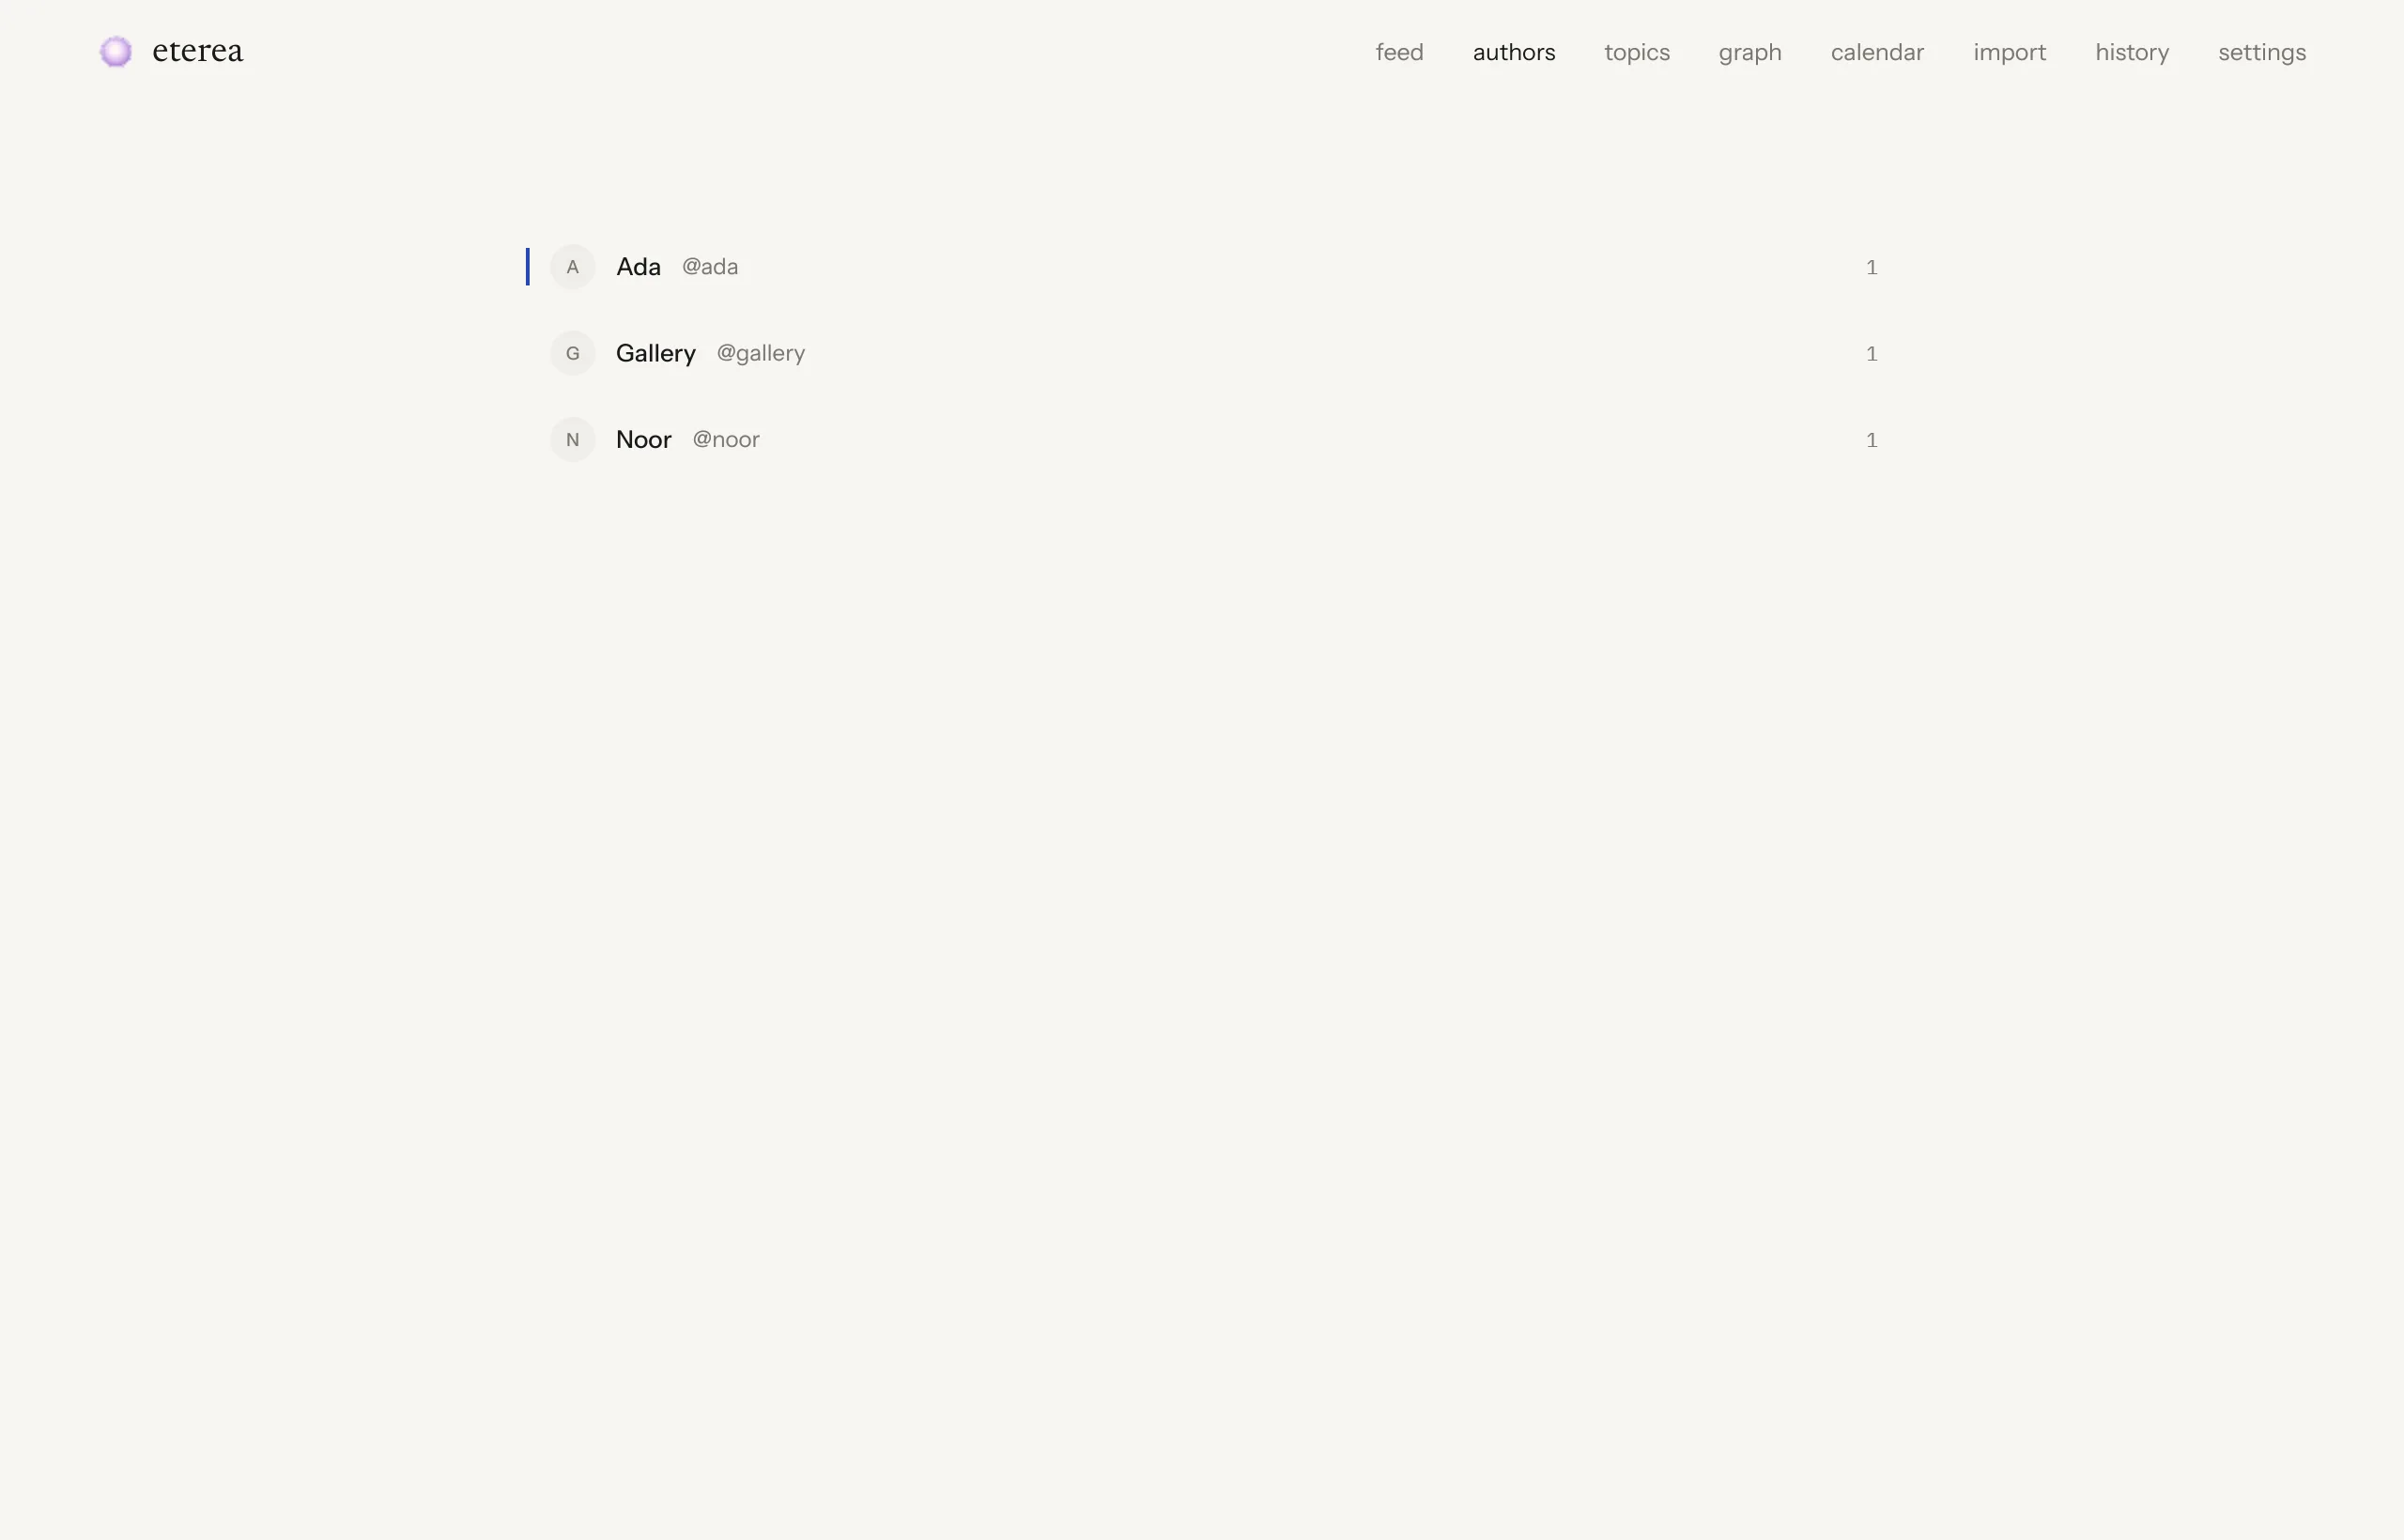 eterea feed authors topics graph calendar import history settings
A Ada @ada 1
G Gallery @gallery 1
N Noor @noor 1